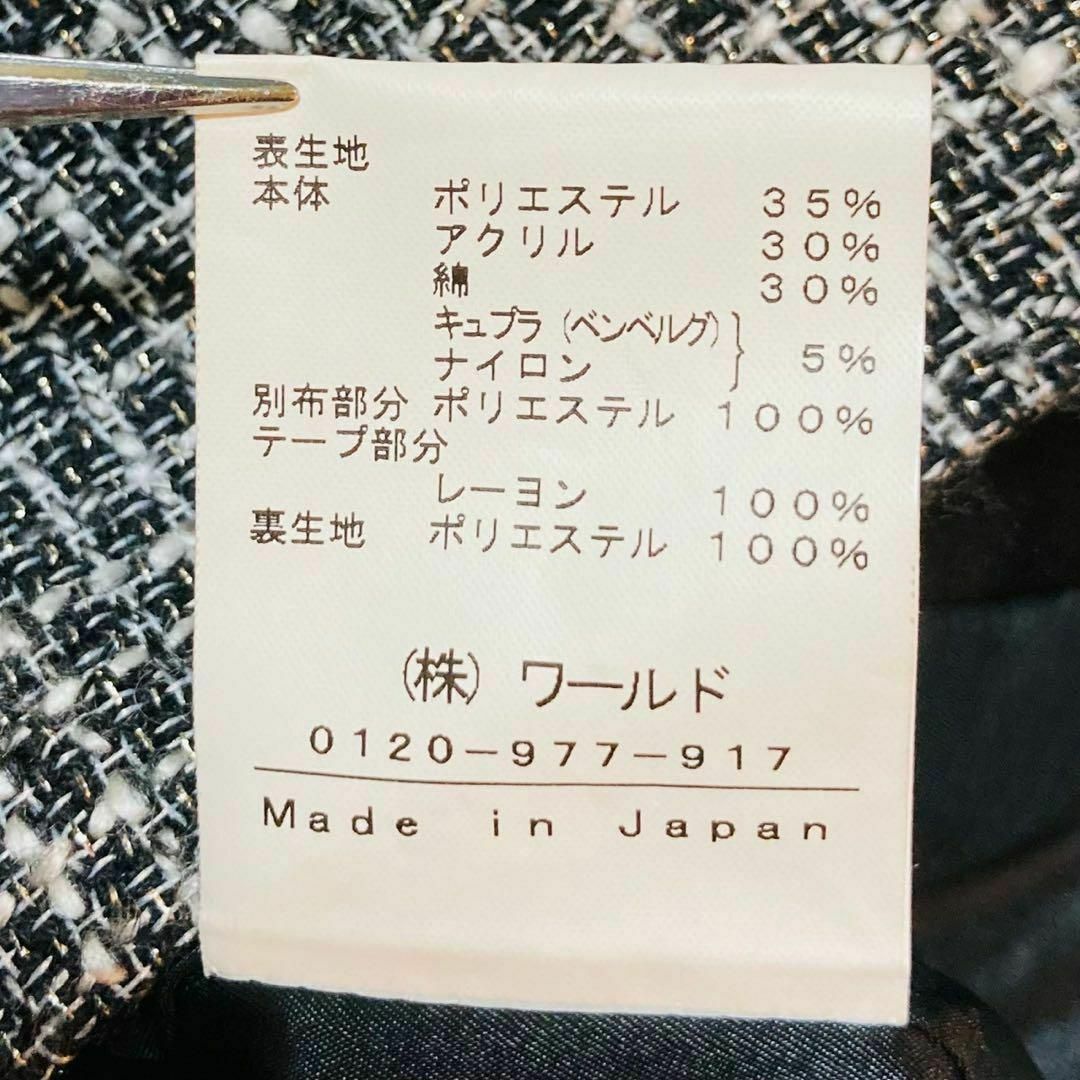 表生地
本体 ポリエステル 35%
アクリル 30%
綿 30%
キュプラ(ベンベルグ)
ナイロン } 5%
別布部分 ポリエステル 100%
テープ部分
レーヨン 100%
裏生地 ポリエステル 100%
(株)ワールド
0120-977-917
Made in Japan